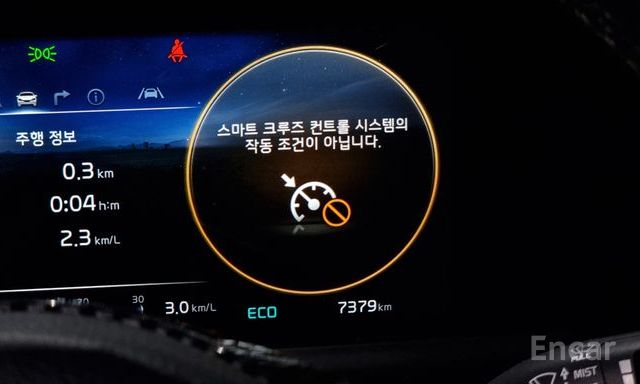 스마트 크루즈 컨트롤 시스템의
작동 조건이 아닙니다.
주행 정보
0.3 km
0:04 h:m
2.3 km/L
30
3.0 km/L
ECO
7379 km
Encar
MIST